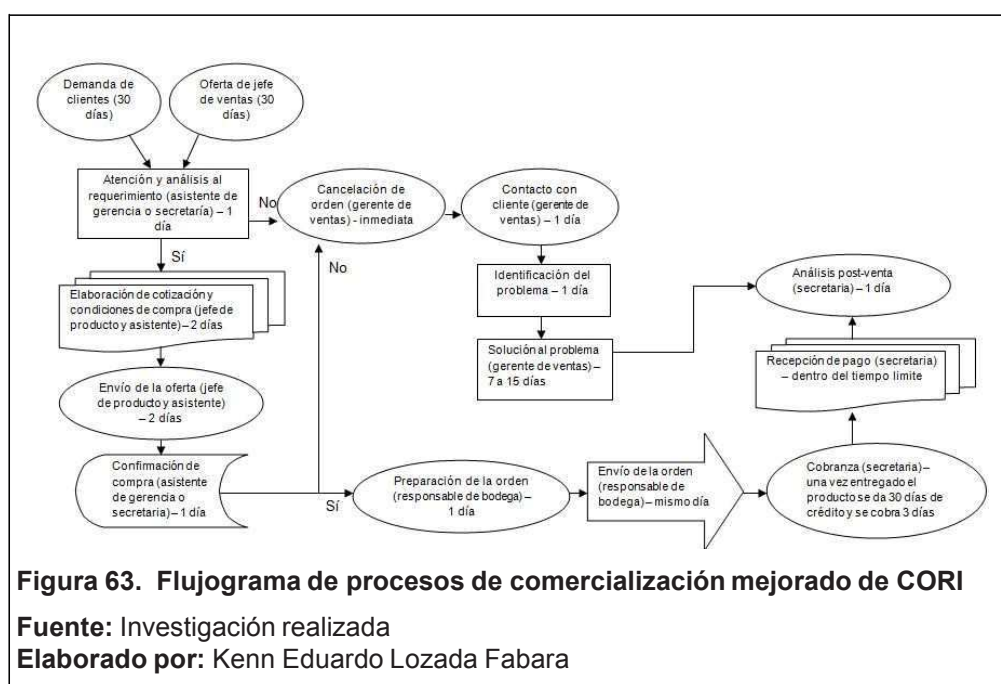 Demanda de
clientes (30
días)
Oferta de jefe
de ventas (30
días)
Atención y análisis al
requerimiento (asistente de
gerencia o secretaría) – 1
día
No
Cancelación de
orden (gerente de
ventas) - inmediata
Contacto con
cliente (gerente de
ventas) – 1 día
Sí
No
Elaboración de cotización y
condiciones de compra (jefe de
producto y asistente) – 2 días
Identificación del
problema – 1 día
Análisis post-venta
(secretaria) – 1 día
Solución al problema
(gerente de ventas) –
7 a 15 días
Recepción de pago (secretaria)
– dentro del tiempo limite
Envío de la oferta (jefe
de producto y asistente)
– 2 días
Confirmación de
compra (asistente
de gerencia o
secretaria) – 1 día
Sí
Preparación de la orden
(responsable de bodega) –
1 día
Envío de la orden
(responsable de
bodega) – mismo día
Cobranza (secretaria) –
una vez entregado el
producto se da 30 días de
crédito y se cobra 3 días
Figura 63. Flujograma de procesos de comercialización mejorado de CORI
Fuente: Investigación realizada
Elaborado por: Kenn Eduardo Lozada Fabara